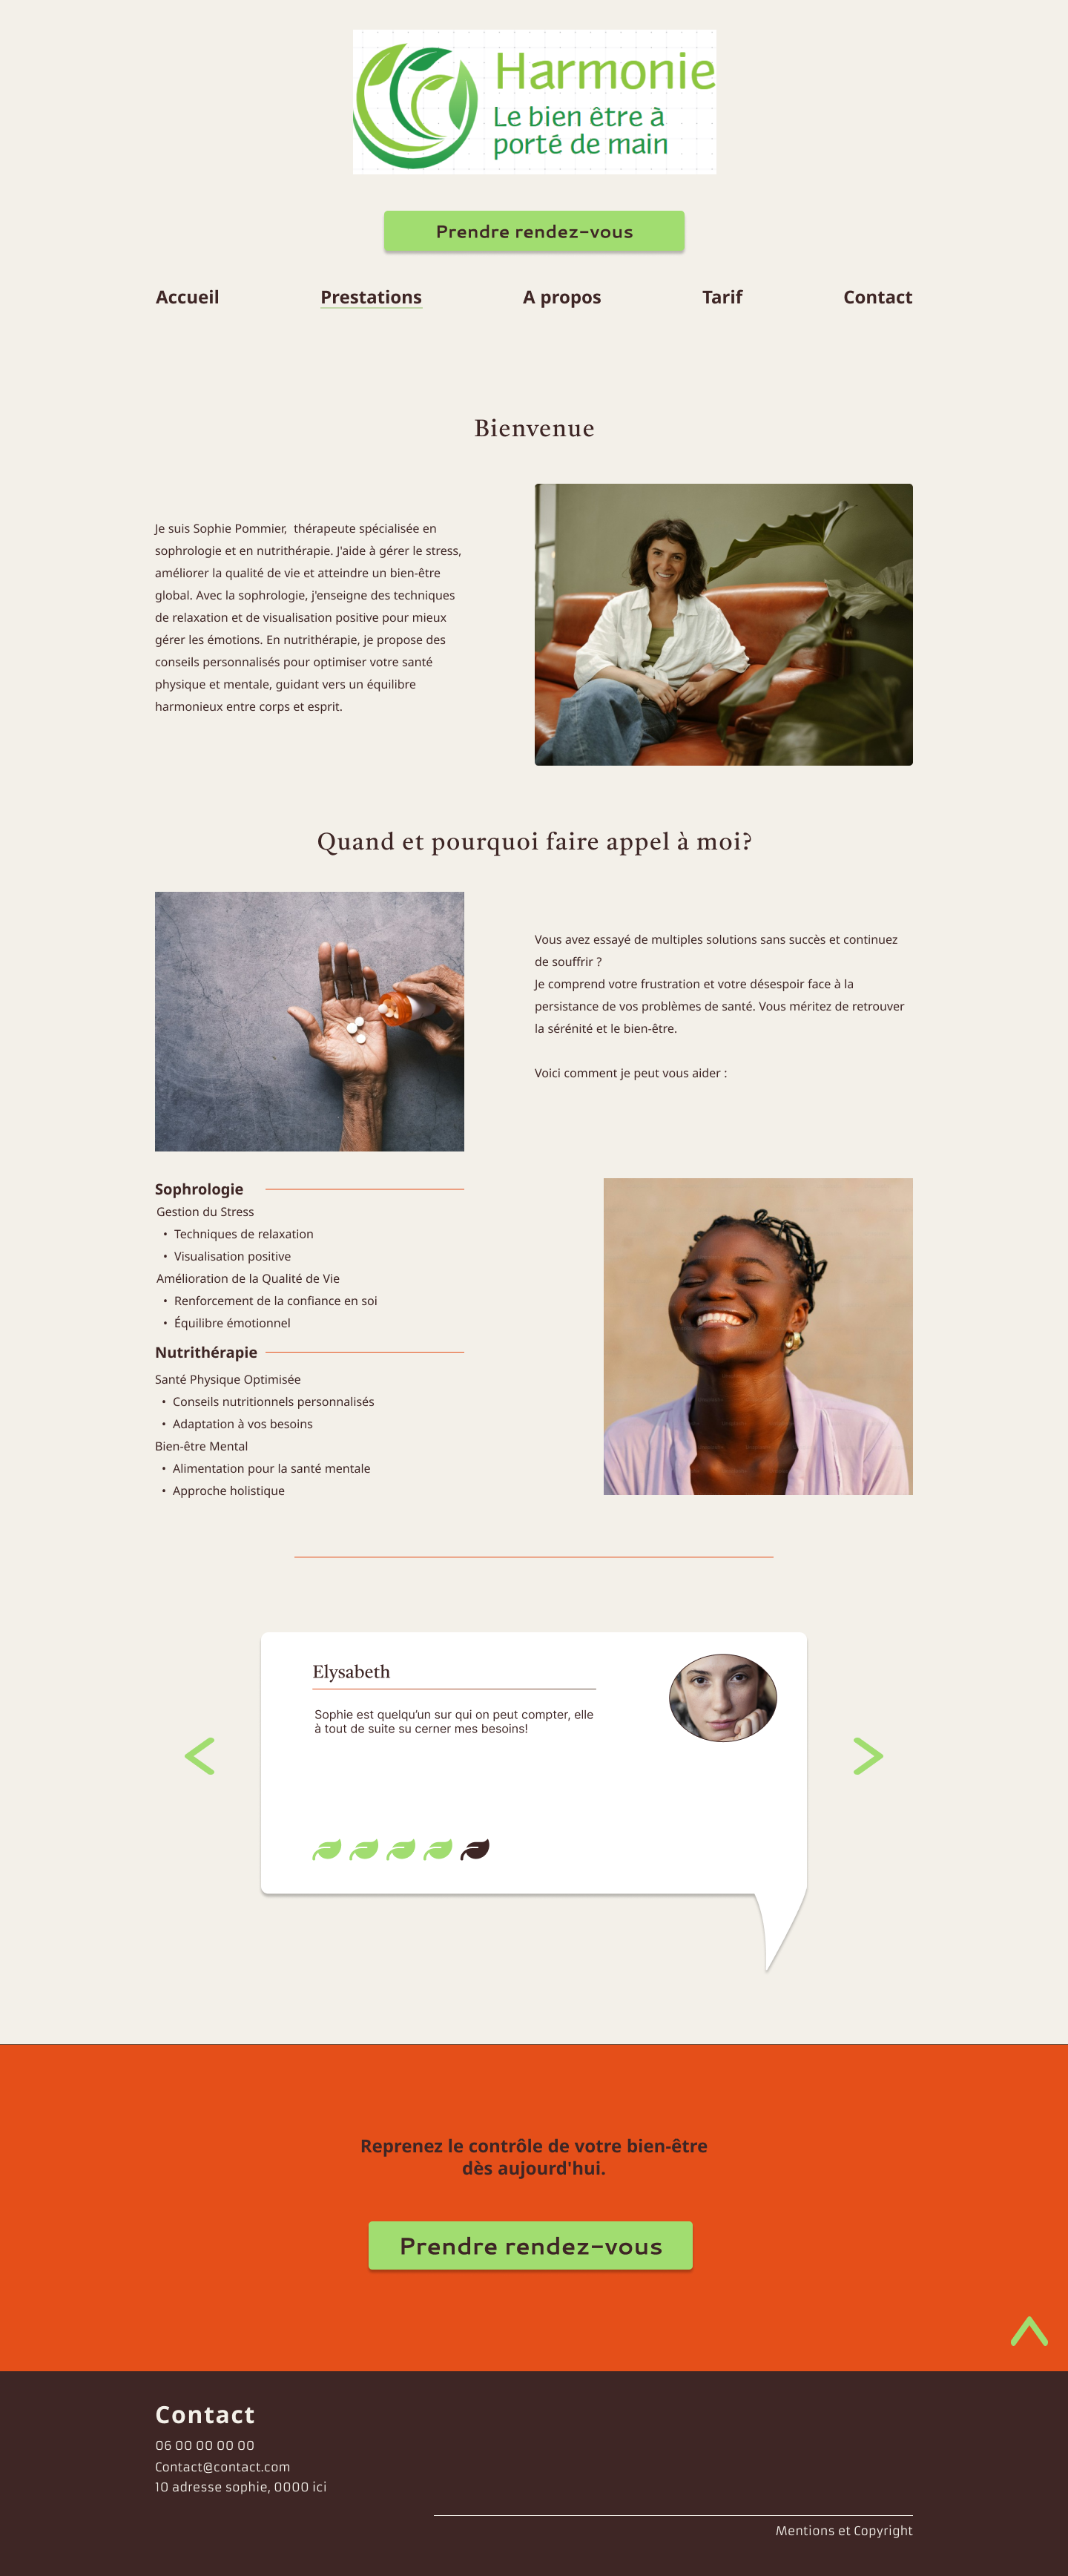 Harmonie
Le bien être à
porté de main
Prendre rendez-vous
Accueil Prestations A propos Tarif Contact
Bienvenue
Je suis Sophie Pommier, thérapeute spécialisée en
sophrologie et en nutrithérapie. J'aide à gérer le stress,
améliorer la qualité de vie et atteindre un bien-être
global. Avec la sophrologie, j'enseigne des techniques
de relaxation et de visualisation positive pour mieux
gérer les émotions. En nutrithérapie, je propose des
conseils personnalisés pour optimiser votre santé
physique et mentale, guidant vers un équilibre
harmonieux entre corps et esprit.
Quand et pourquoi faire appel à moi?
Vous avez essayé de multiples solutions sans succès et continuez
de souffrir ?
Je comprend votre frustration et votre désespoir face à la
persistance de vos problèmes de santé. Vous méritez de retrouver
la sérénité et le bien-être.
Voici comment je peut vous aider :
Sophrologie
Gestion du Stress
• Techniques de relaxation
• Visualisation positive
Amélioration de la Qualité de Vie
• Renforcement de la confiance en soi
• Équilibre émotionnel
Nutrithérapie
Santé Physique Optimisée
• Conseils nutritionnels personnalisés
• Adaptation à vos besoins
Bien-être Mental
• Alimentation pour la santé mentale
• Approche holistique
Elysabeth
Sophie est quelqu'un sur qui on peut compter, elle
à tout de suite su cerner mes besoins!
Reprenez le contrôle de votre bien-être
dès aujourd'hui.
Prendre rendez-vous
Contact
06 00 00 00 00
Contact@contact.com
10 adresse sophie, 0000 ici
Mentions et Copyright